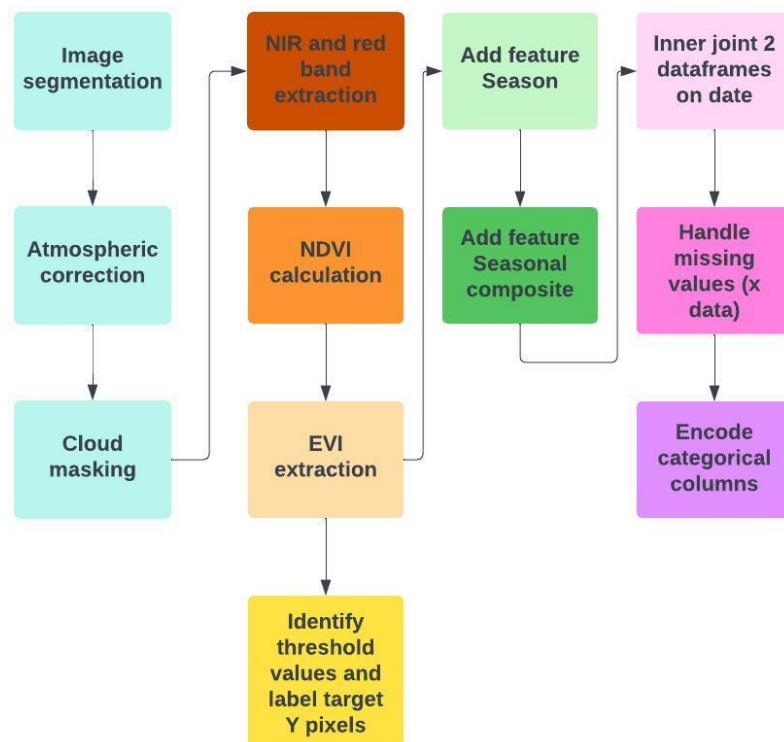 Image
segmentation
Atmospheric
correction
Cloud
masking
NIR and red
band
extraction
NDVI
calculation
EVI
extraction
Identify
threshold
values and
label target
Y pixels
Add feature
Season
Add feature
Seasonal
composite
Inner joint 2
dataframes
on date
Handle
missing
values (x
data)
Encode
categorical
columns